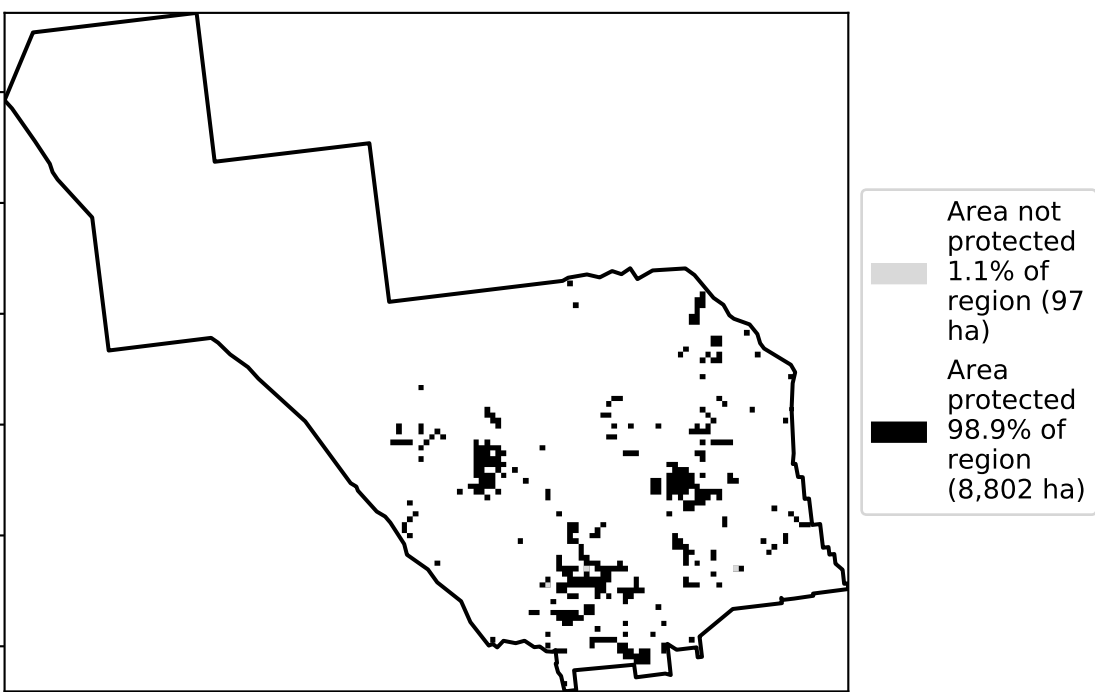 Area not
protected
1.1% of
region (97
ha)
Area
protected
98.9% of
region
(8,802 ha)